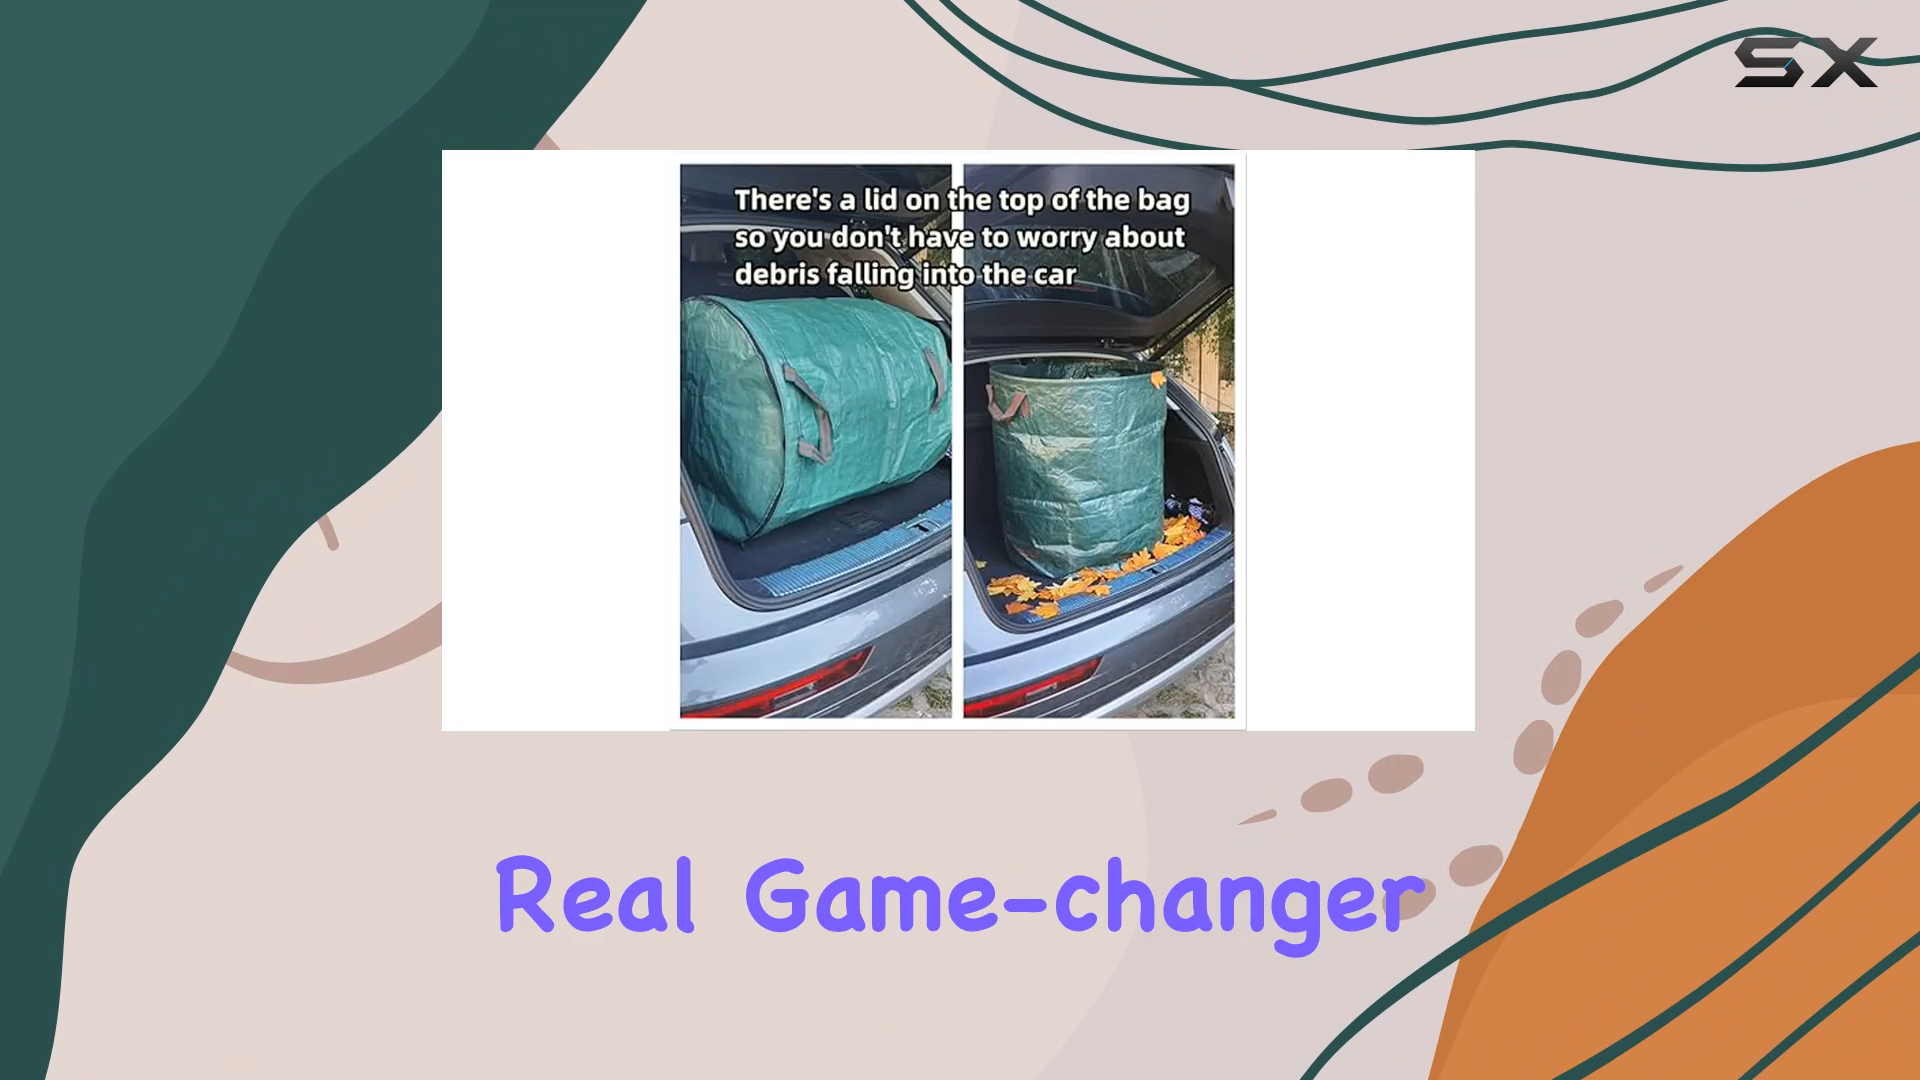 SX
There's a lid on the top of the bag
so you don't have to worry about
debris falling into the car
Real Game-changer